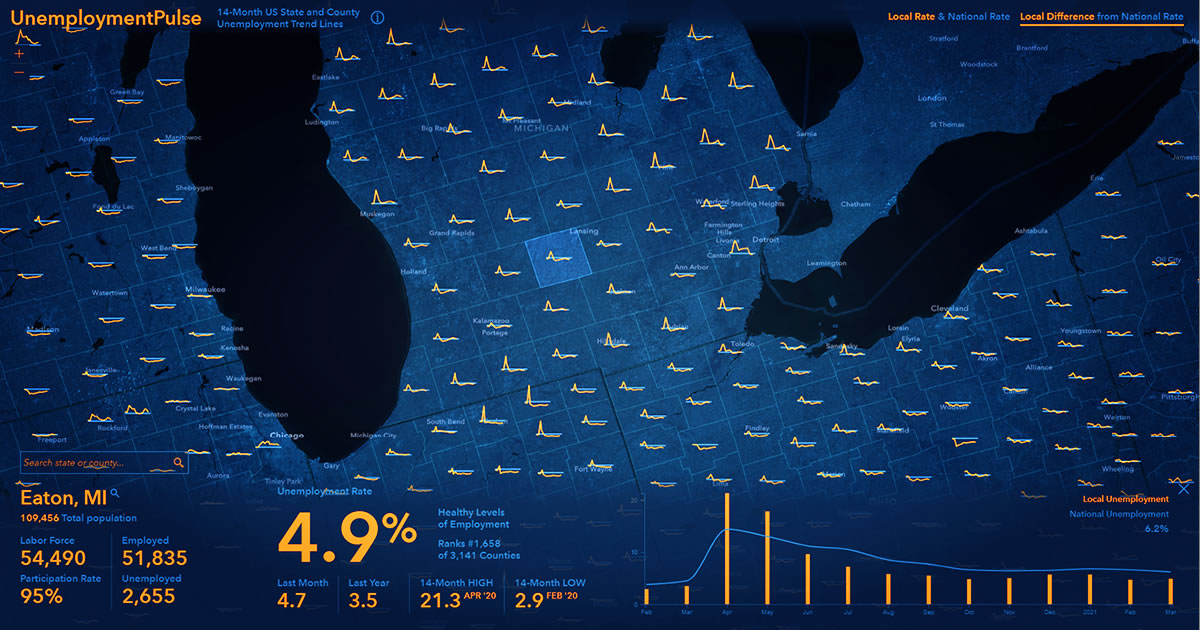 UnemploymentPulse
14-Month US State and County
Unemployment Trend Lines
Local Rate & National Rate
Local Difference from National Rate
+
−
Stratford
Brantford
Woodstock
London
St Thomas
Eastlake
Green Bay
Ludington
Midland
Mt Pleasant
Big Rapids
MICHIGAN
Sarnia
Appleton
Manitowoc
Sheboygan
Fond du Lac
Muskegon
Waterford
Sterling Heights
Chatham
Erie
Grand Rapids
Lansing
Farmington
Hills
Livonia
Detroit
Canton
Ashtabula
West Bend
Holland
Ann Arbor
Leamington
Oil City
Watertown
Milwaukee
Cleveland
Madison
Racine
Kalamazoo
Portage
Lorain
Youngstown
Kenosha
Toledo
Sandusky
Elyria
Akron
Alliance
Janesville
Waukegan
Canton
Pittsburgh
Crystal Lake
Evanston
Rockford
Hoffman Estates
South Bend
Findlay
Weirton
Freeport
Chicago
Michigan City
Gary
Fort Wayne
Wheeling
Aurora
Tinley Park
Lima
OHIO
Search state or county...
Eaton, MI
109,456 Total population
Labor Force
54,490
Employed
51,835
Participation Rate
95%
Unemployed
2,655
Unemployment Rate
4.9%
Healthy Levels
of Employment
Ranks #1,658
of 3,141 Counties
Last Month
4.7
Last Year
3.5
14-Month HIGH
21.3 APR '20
14-Month LOW
2.9 FEB '20
Local Unemployment
National Unemployment
6.2%
20
10
0
Feb Mar Apr May Jun Jul Aug Sep Oct Nov Dec 2021 Feb Mar